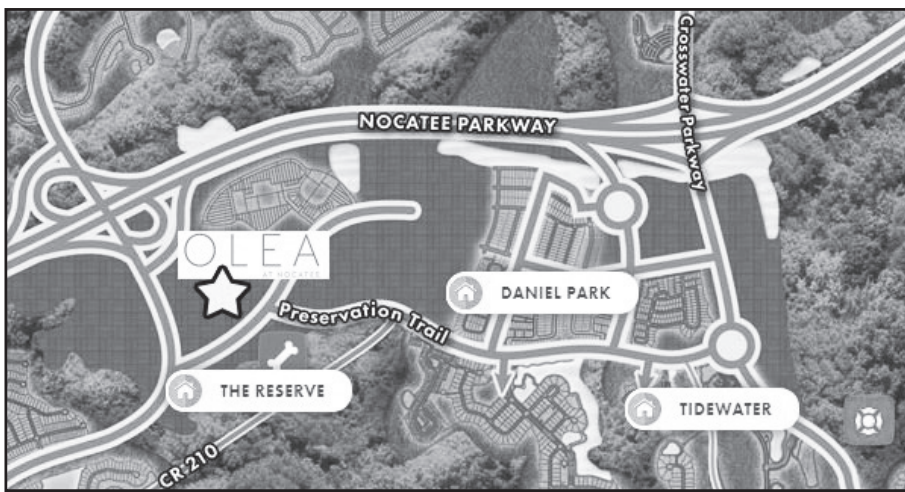 Crosswater Parkway
NOCATEE PARKWAY
OLEA
AT NOCATEE
DANIEL PARK
Preservation Trail
THE RESERVE
TIDEWATER
CR 210